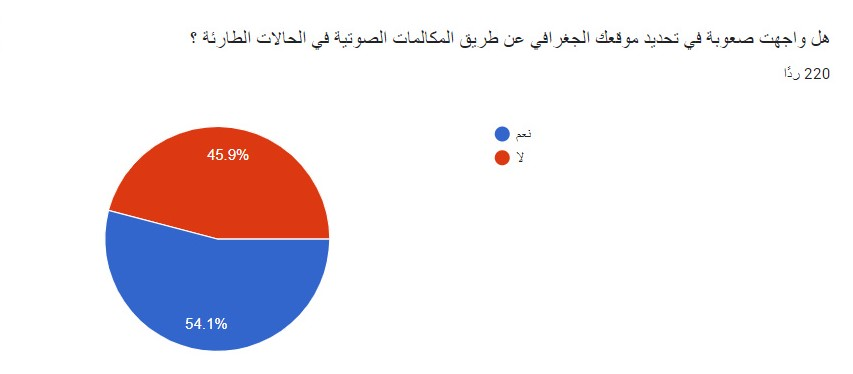 هل واجهت صعوبة في تحديد موقعك الجغرافي عن طريق المكالمات الصوتية في الحالات الطارئة ؟
220 ردًا
نعم
لا
45.9%
54.1%